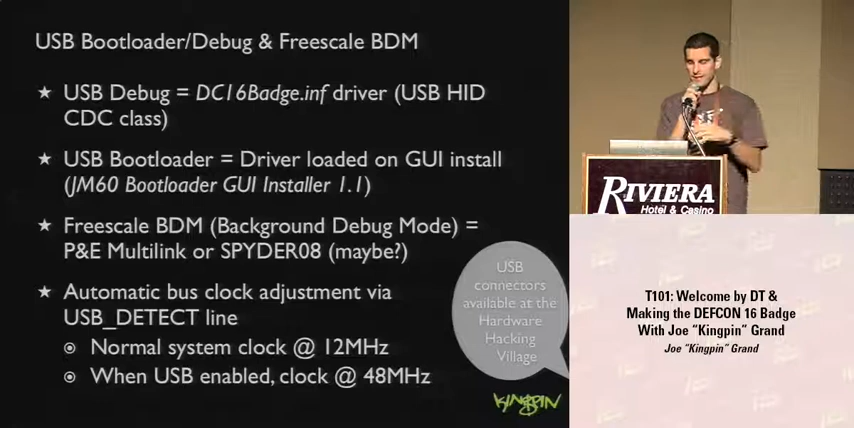 USB Bootloader/Debug & Freescale BDM
★ USB Debug = DC16Badge.inf driver (USB HID
CDC class)
★ USB Bootloader = Driver loaded on GUI install
(JM60 Bootloader GUI Installer 1.1)
★ Freescale BDM (Background Debug Mode) =
P&E Multilink or SPYDER08 (maybe?)
★ Automatic bus clock adjustment via
USB_DETECT line
Normal system clock @ 12MHz
When USB enabled, clock @ 48MHz
USB
connectors
available at the
Hardware
Hacking
Village
KINGPIN
RIVIERA
Hotel & Casino
T101: Welcome by DT &
Making the DEFCON 16 Badge
With Joe “Kingpin” Grand
Joe “Kingpin” Grand